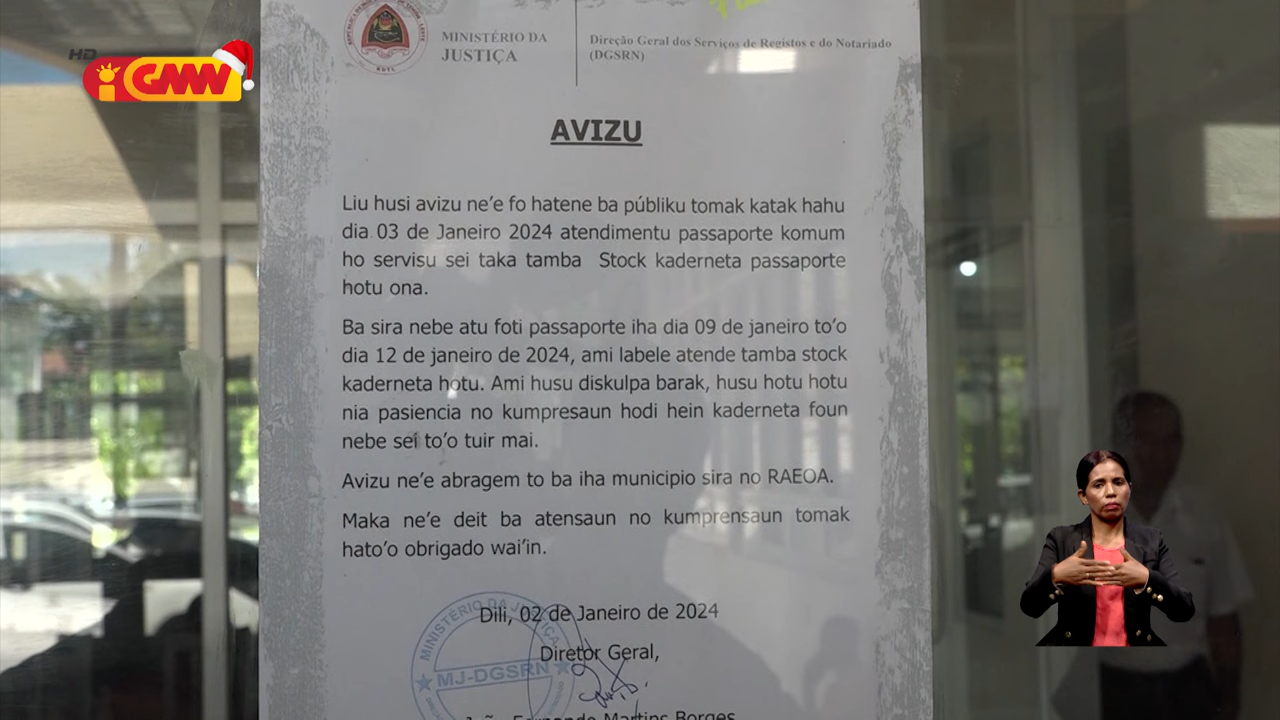 HD
GMN
MINISTÉRIO DA
JUSTIÇA
Direção Geral dos Serviços de Registos e do Notariado
(DGSRN)
AVIZU
Liu husi avizu ne'e fo hatene ba públiku tomak katak hahu
dia 03 de Janeiro 2024 atendimentu passaporte komum
ho servisu sei taka tamba Stock kaderneta passaporte
hotu ona.
Ba sira nebe atu foti passaporte iha dia 09 de janeiro to'o
dia 12 de janeiro de 2024, ami labele atende tamba stock
kaderneta hotu. Ami husu diskulpa barak, husu hotu hotu
nia pasiencia no kumpresaun hodi hein kaderneta foun
nebe sei to'o tuir mai.
Avizu ne'e abragem to ba iha municipio sira no RAEOA.
Maka ne'e deit ba atensaun no kumprensaun tomak
hato'o obrigado wai'in.
Dili, 02 de Janeiro de 2024
Diretor Geral,
MINISTÉRIO DA JUSTIÇA
MJ-DGSRN
Martins Borges